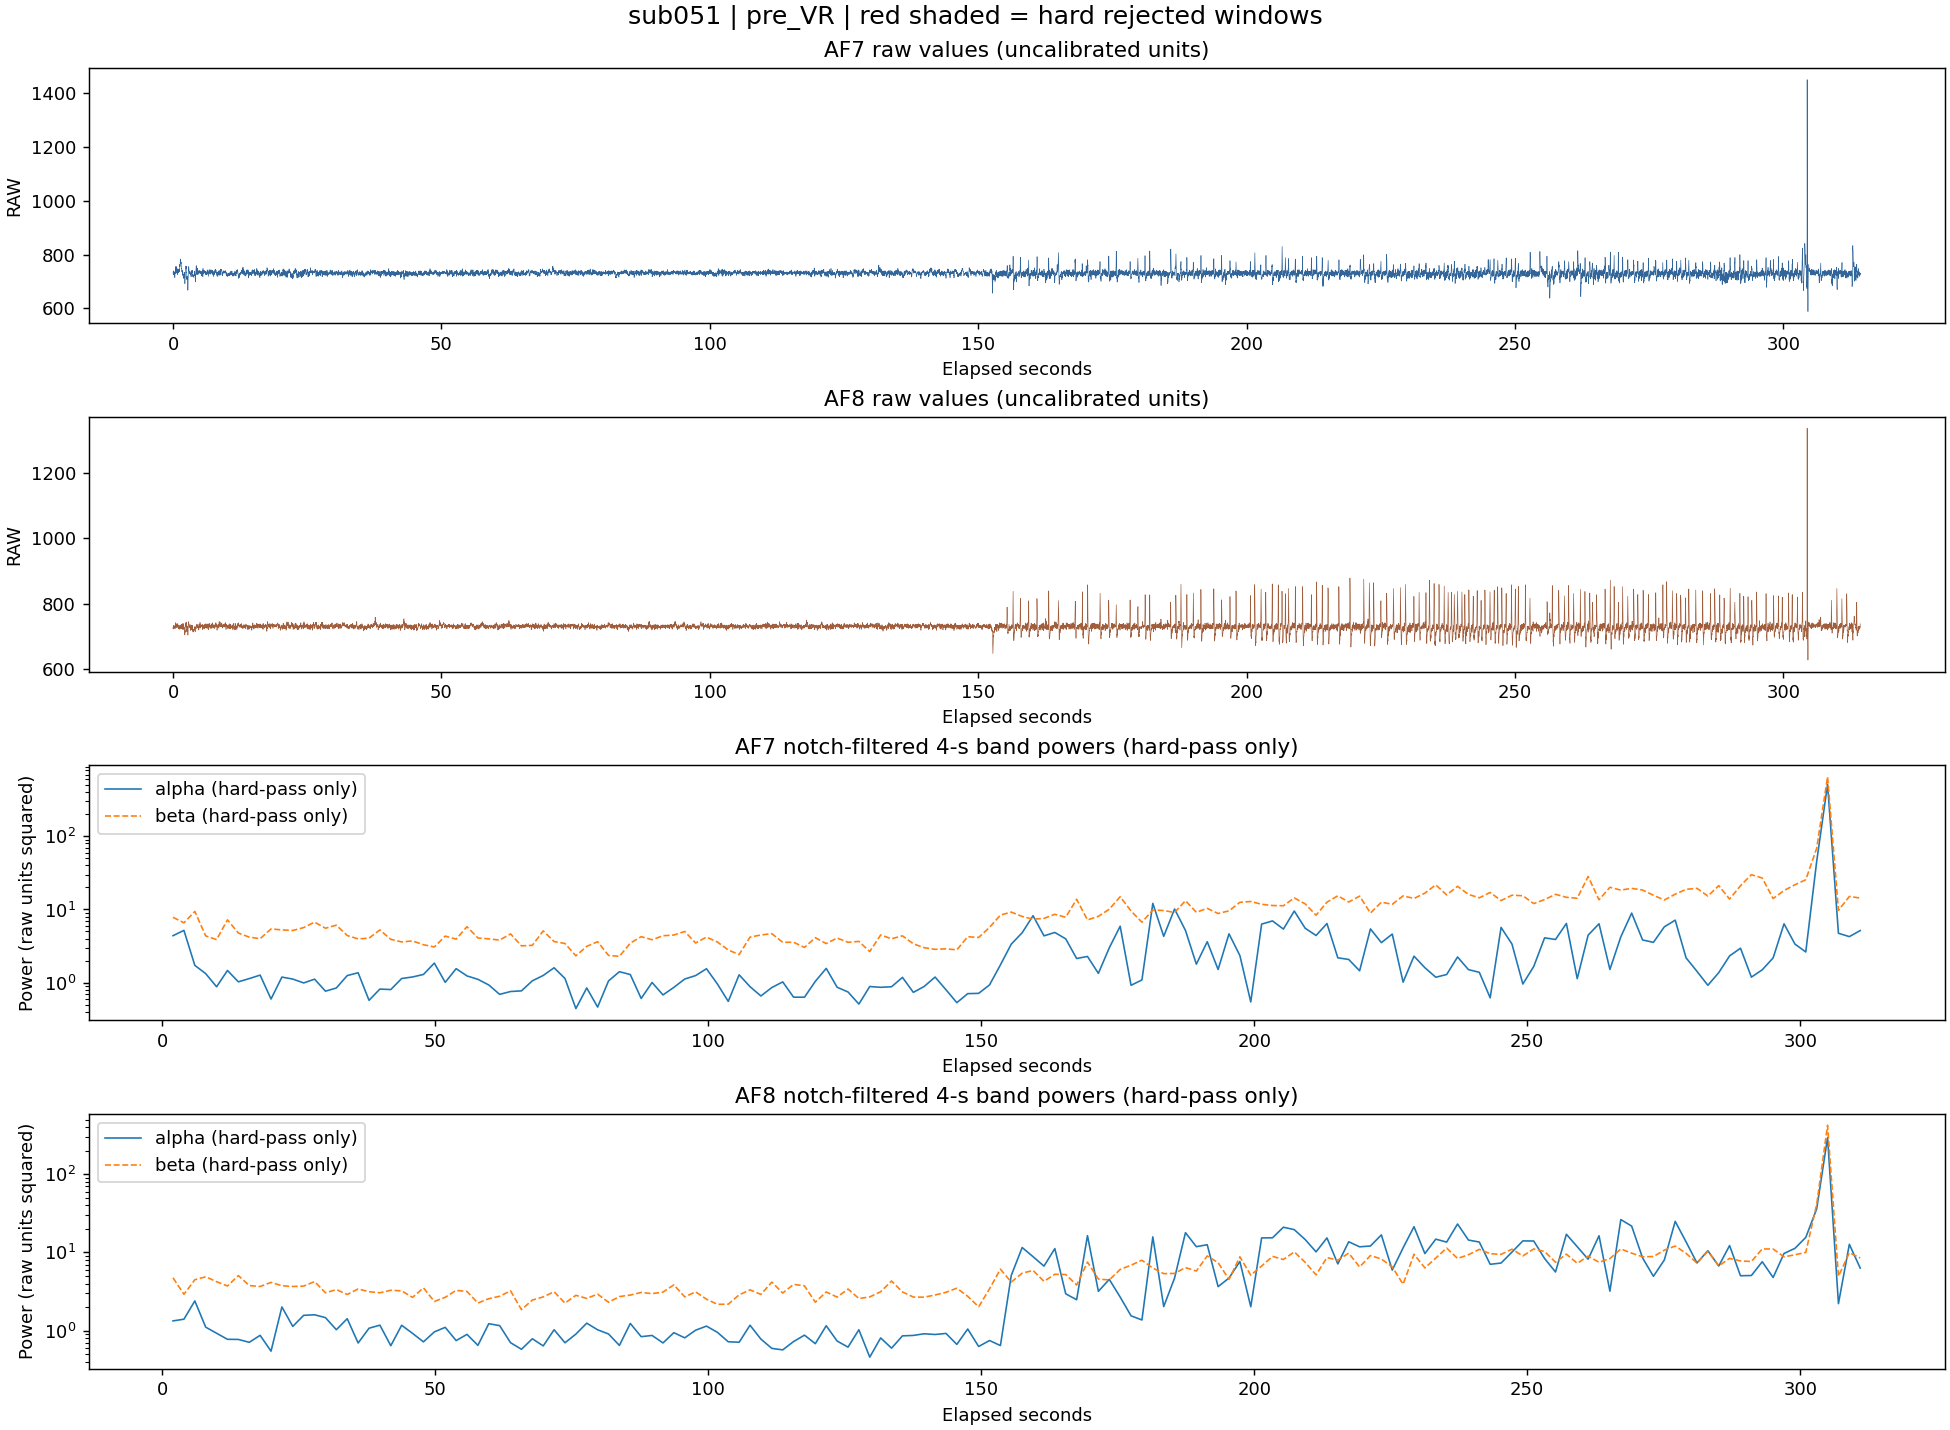 sub051 | pre_VR | red shaded = hard rejected windows
AF7 raw values (uncalibrated units)
RAW
1400
1200
1000
800
600
0 50 100 150 200 250 300
Elapsed seconds
AF8 raw values (uncalibrated units)
RAW
1200
1000
800
600
0 50 100 150 200 250 300
Elapsed seconds
AF7 notch-filtered 4-s band powers (hard-pass only)
Power (raw units squared)
alpha (hard-pass only)
beta (hard-pass only)
10²
10¹
10⁰
0 50 100 150 200 250 300
Elapsed seconds
AF8 notch-filtered 4-s band powers (hard-pass only)
Power (raw units squared)
alpha (hard-pass only)
beta (hard-pass only)
10²
10¹
10⁰
0 50 100 150 200 250 300
Elapsed seconds